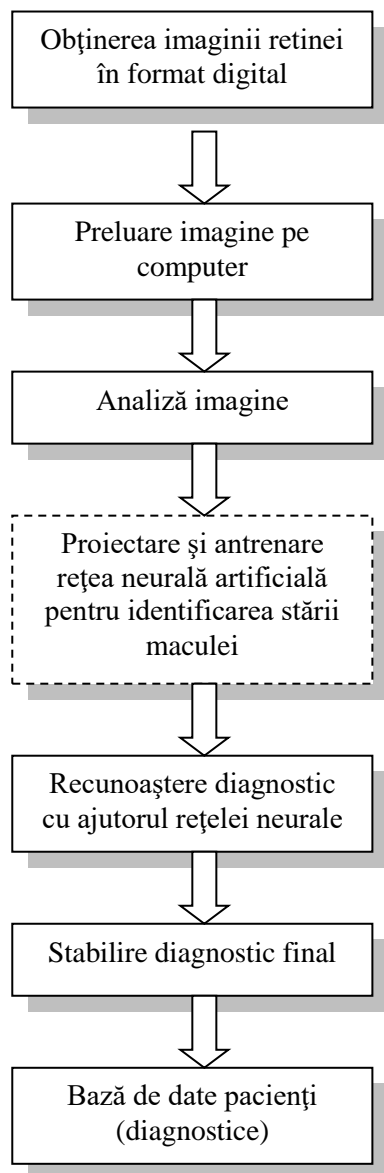 Obţinerea imaginii retinei
în format digital
Preluare imagine pe
computer
Analiză imagine
Proiectare şi antrenare
reţea neurală artificială
pentru identificarea stării
maculei
Recunoaştere diagnostic
cu ajutorul reţelei neurale
Stabilire diagnostic final
Bază de date pacienţi
(diagnostice)